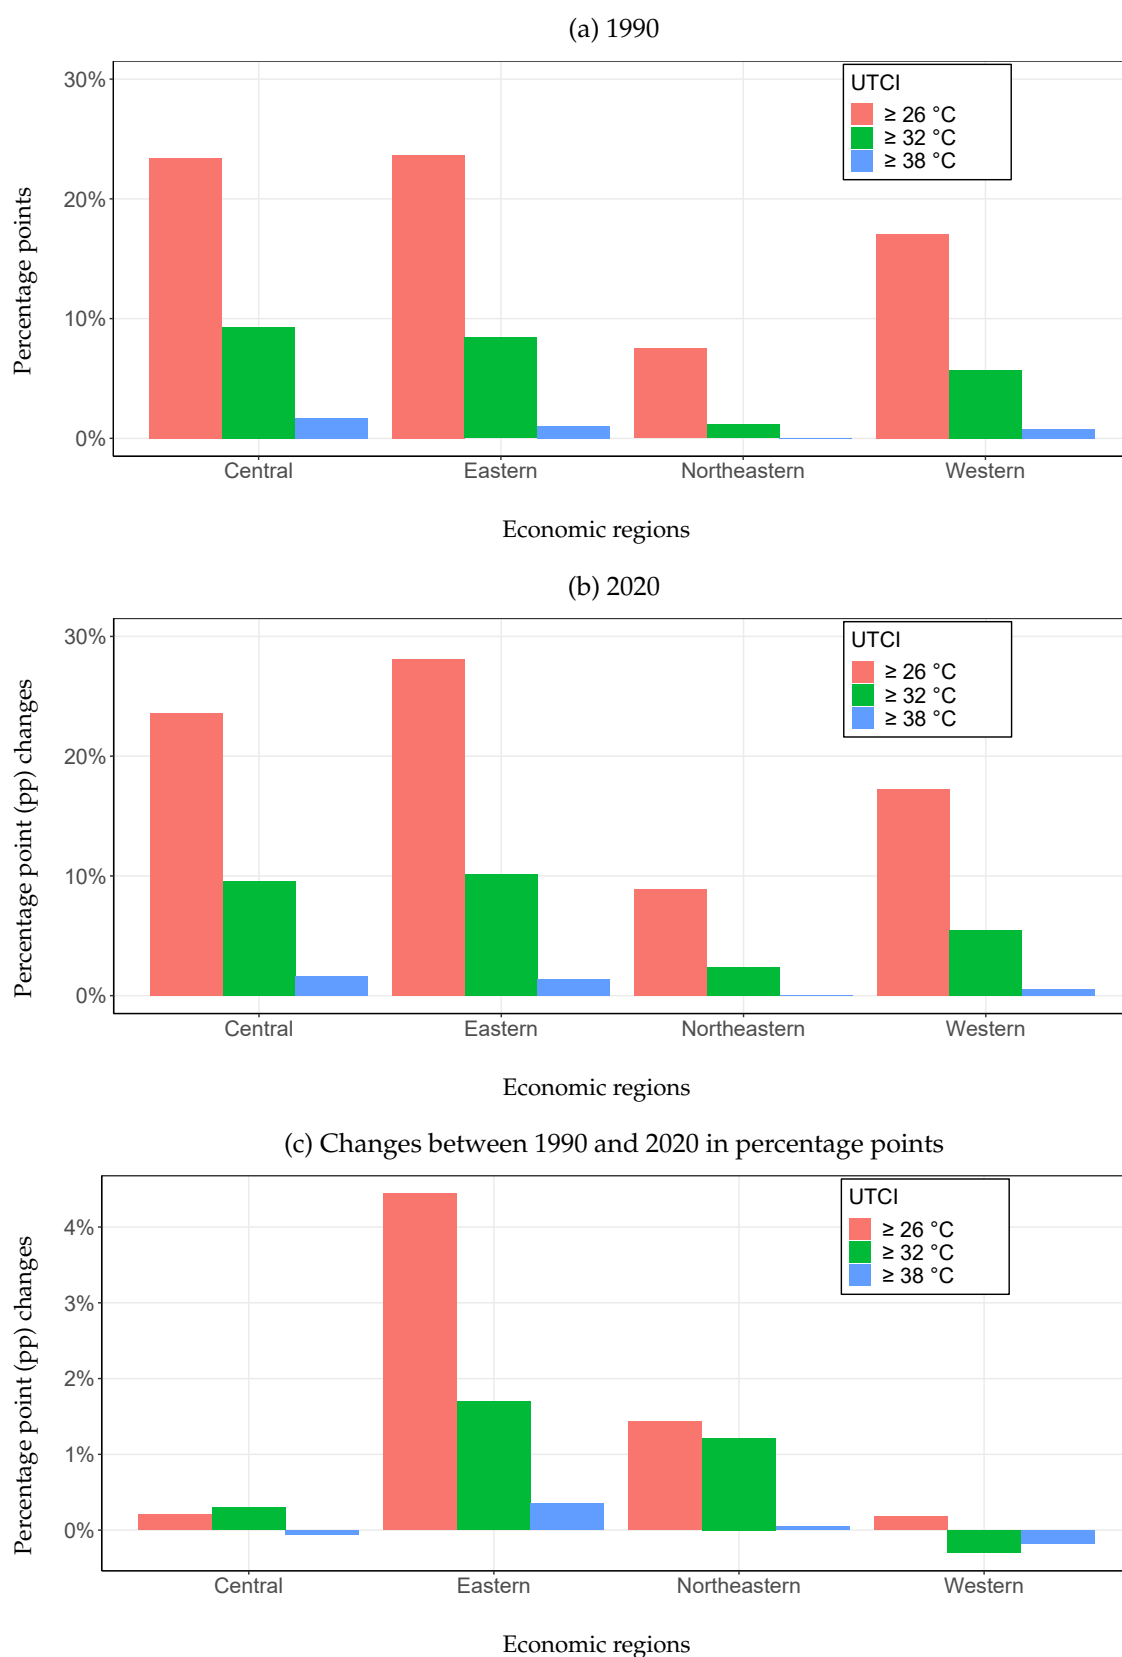 (a) 1990
Percentage points
30%
20%
10%
0%
UTCI
≥ 26 °C
≥ 32 °C
≥ 38 °C
Central
Eastern
Northeastern
Western
Economic regions
(b) 2020
Percentage point (pp) changes
30%
20%
10%
0%
UTCI
≥ 26 °C
≥ 32 °C
≥ 38 °C
Central
Eastern
Northeastern
Western
Economic regions
(c) Changes between 1990 and 2020 in percentage points
Percentage point (pp) changes
4%
3%
2%
1%
0%
UTCI
≥ 26 °C
≥ 32 °C
≥ 38 °C
Central
Eastern
Northeastern
Western
Economic regions